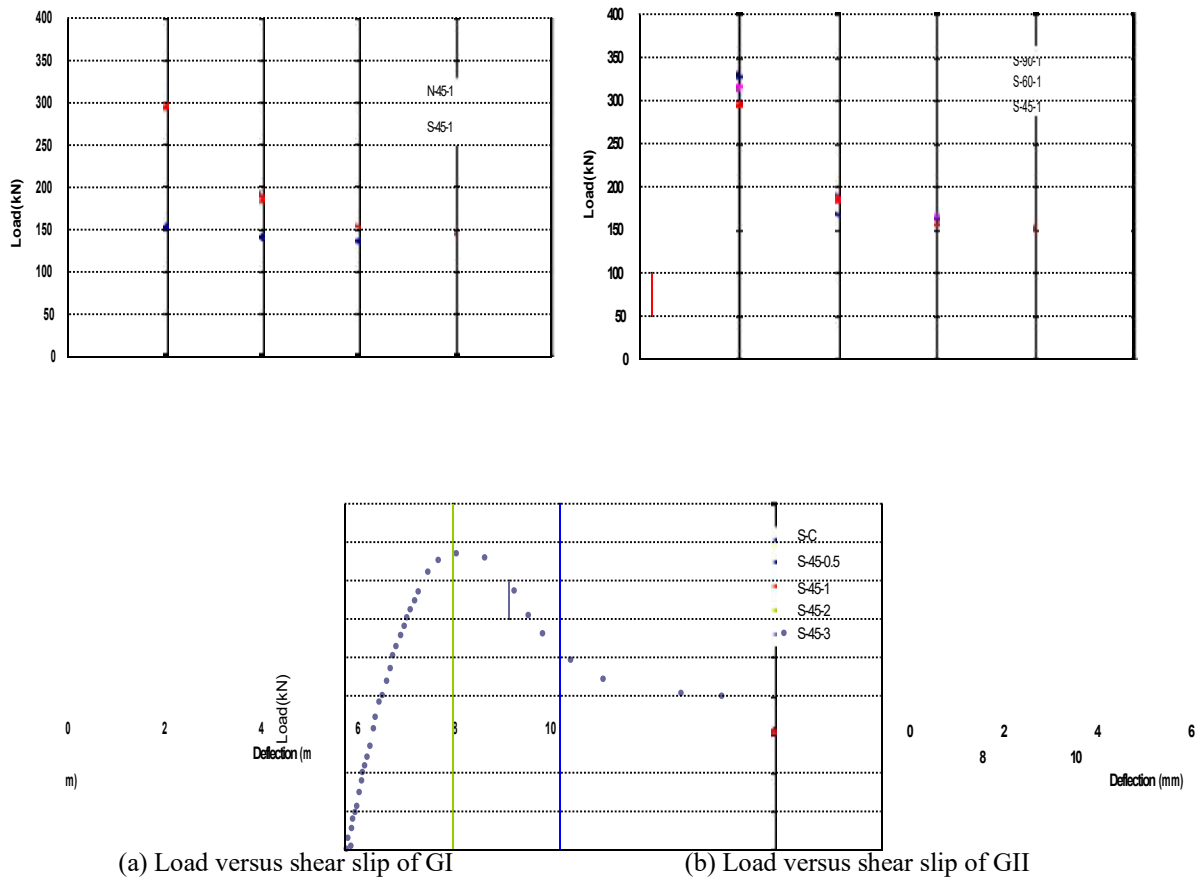 400
350
300
250
200
150
100
50
0
Load(kN)
N-45-1
S-45-1
400
350
300
250
200
150
100
50
0
Load(kN)
S-90-1
S-60-1
S-45-1
S-C
S-45-0.5
S-45-1
S-45-2
S-45-3
Load(kN)
0 2 4 6 8 10
Deflection (m
m)
0 2 4 6
8 10
Deflection (mm)
(a) Load versus shear slip of GI
(b) Load versus shear slip of GII